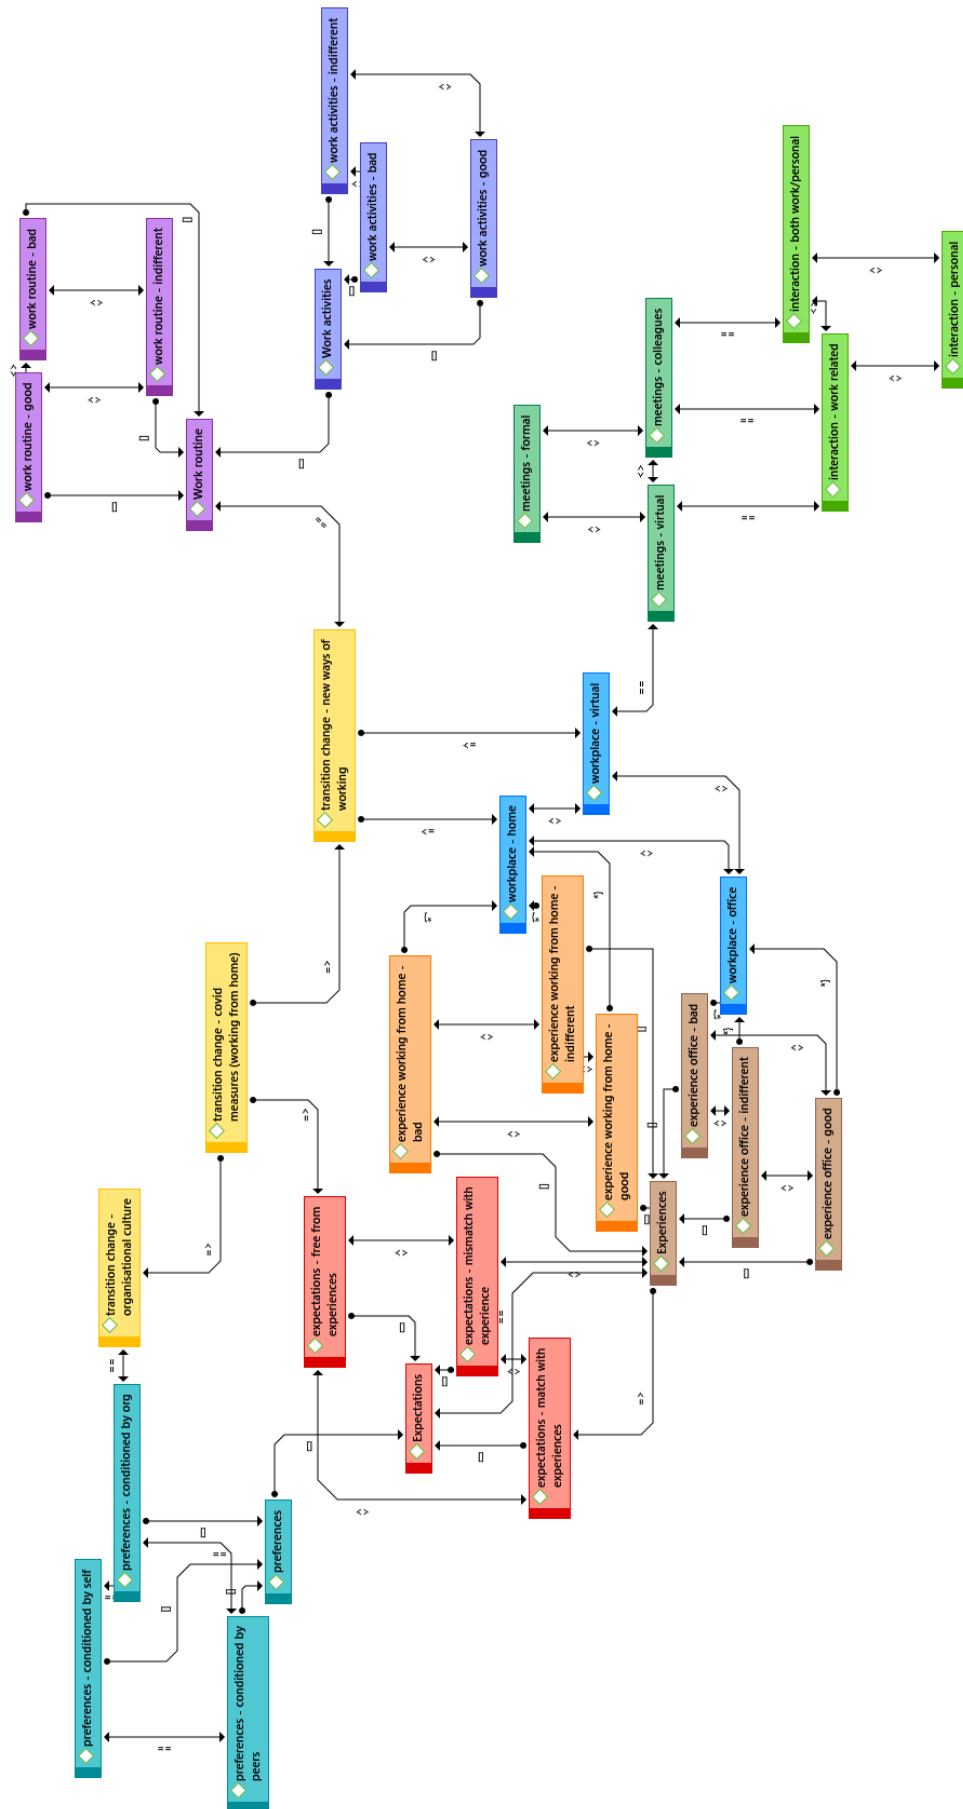 work routine - good
<>
work routine - bad
preferences - conditioned by self
==
transition change -
organisational culture
==
preferences - conditioned by org
[]
work routine - indifferent
<>
<>
[]
[]
==
[]
[]
==
[]
Work routine
[]
=>
transition change - covid
measures (working from home)
preferences - conditioned by
peers
preferences
[]
=>
[]
==
expectations - free from
experiences
=>
transition change - new ways of
working
Work activities
[]
work activities - indifferent
<>
[]
work activities - bad
[]
<>
experience working from home -
bad
{*
<=
<>
[]
Expectations
[]
work activities - good
<>
[]
<>
expectations - mismatch with
experience
[]
<>
<=
workplace - home
==
<>
<>
meetings - formal
expectations - match with
experiences
[]
experience working from home -
indifferent
{*
<>
<>
<>
<>
workplace - virtual
*}
<>
<>
experience working from home -
good
[]
[]
[]
=>
<>
==
<>
Experiences
meetings - virtual
meetings - colleagues
experience office - bad
{*
<>
[]
<>
workplace - office
*}
==
==
==
experience office - indifferent
[]
<>
<>
*}
interaction - both work/personal
<>
experience office - good
interaction - work related
<>
<>
interaction - personal